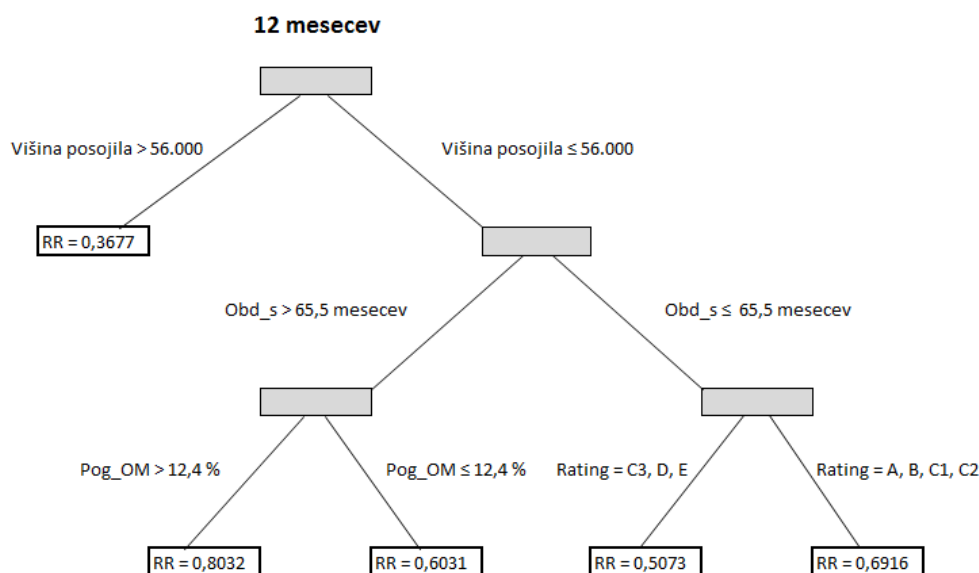 12 mesecev
Višina posojila > 56.000
Višina posojila ≤ 56.000
RR = 0,3677
Obd_s > 65,5 mesecev
Obd_s ≤ 65,5 mesecev
Pog_OM > 12,4 %
Pog_OM ≤ 12,4 %
Rating = C3, D, E
Rating = A, B, C1, C2
RR = 0,8032
RR = 0,6031
RR = 0,5073
RR = 0,6916